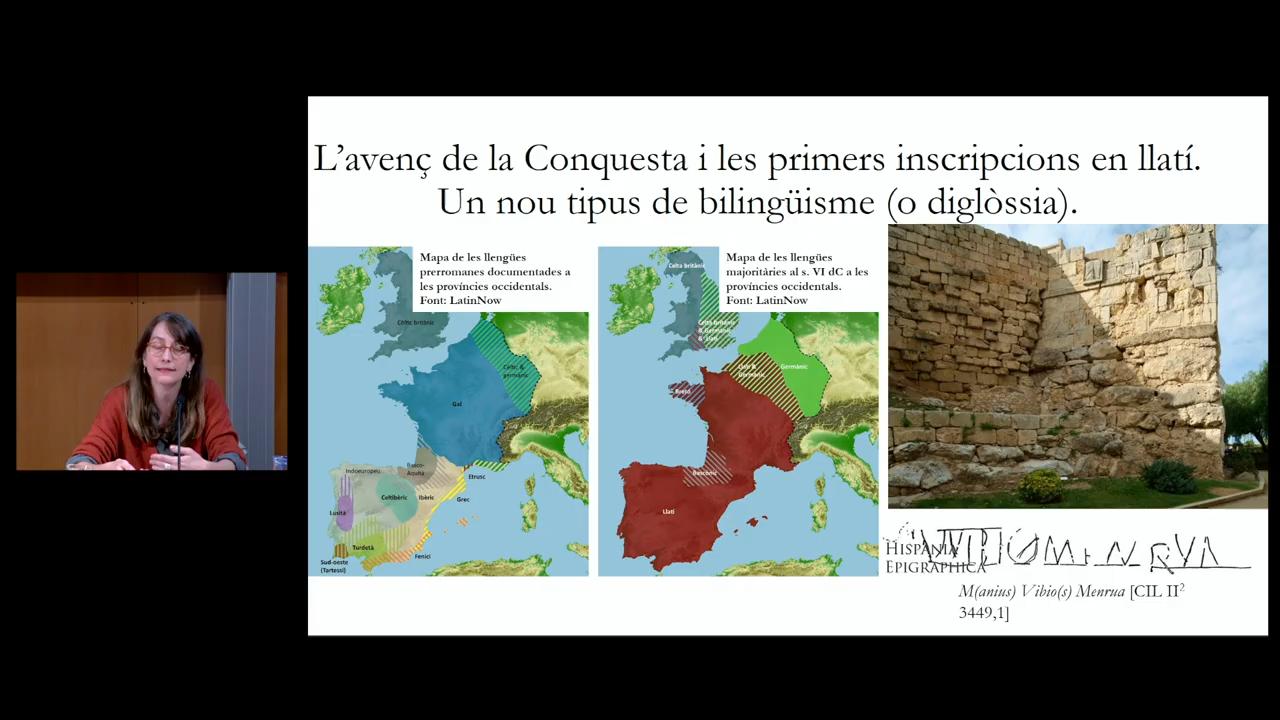 L'avenç de la Conquesta i les primers inscripcions en llatí.
Un nou tipus de bilingüisme (o diglòssia).
Mapa de les llengües
prerromanes documentades a
les províncies occidentals.
Font: LatinNow
Cèltic britànic
Cèltic &
germànic
Gal
Basco-
Aquità
Indoeuropeu
Etrusc
Celtibèric
Ibèric
Grec
Lusità
Turdetà
Fenici
Sud-oeste
(Tartessi)
Mapa de les llengües
majoritàries al s. VI dC a les
províncies occidentals.
Font: LatinNow
Celta britànic
Germànic
Bascònic
Llatí
HISPANIA
EPIGRAPHICA
M(anius) Vibio(s) Menrua [CIL II²
3449,1]